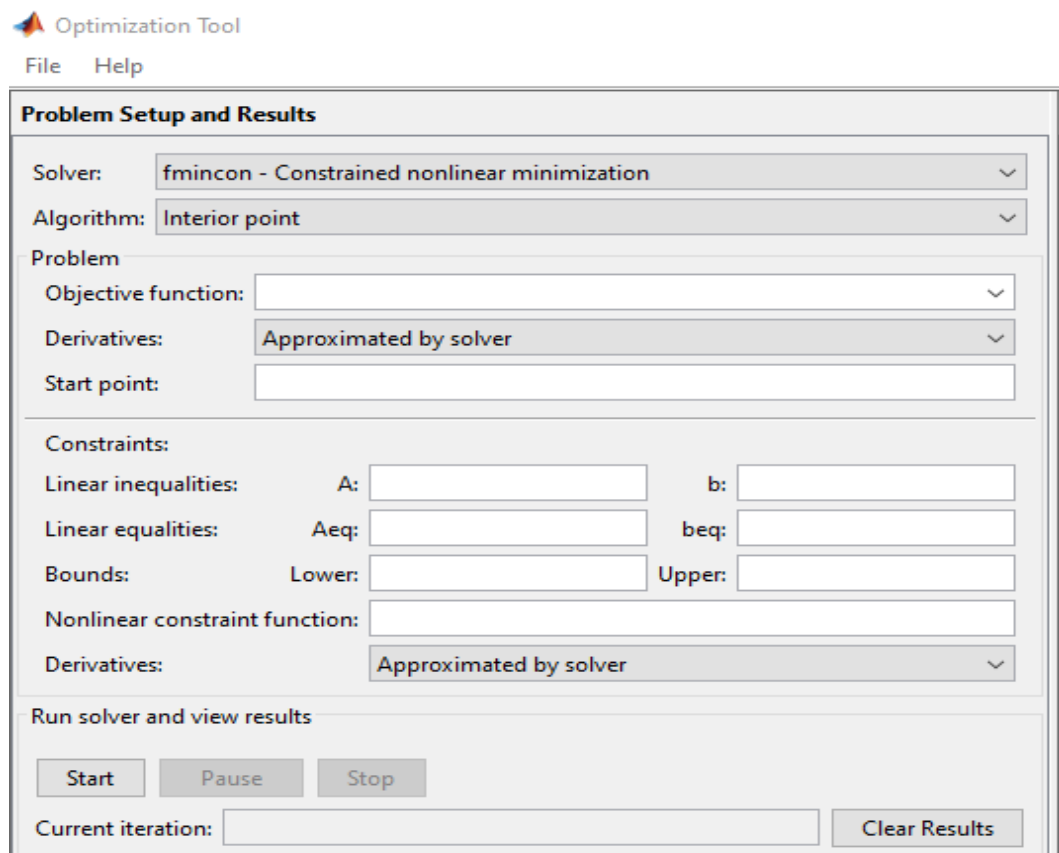 Optimization Tool
File Help
Problem Setup and Results
Solver: fmincon - Constrained nonlinear minimization
Algorithm: Interior point
Problem
Objective function:
Derivatives: Approximated by solver
Start point:
Constraints:
Linear inequalities: A: b:
Linear equalities: Aeq: beq:
Bounds: Lower: Upper:
Nonlinear constraint function:
Derivatives: Approximated by solver
Run solver and view results
Start Pause Stop
Current iteration: Clear Results